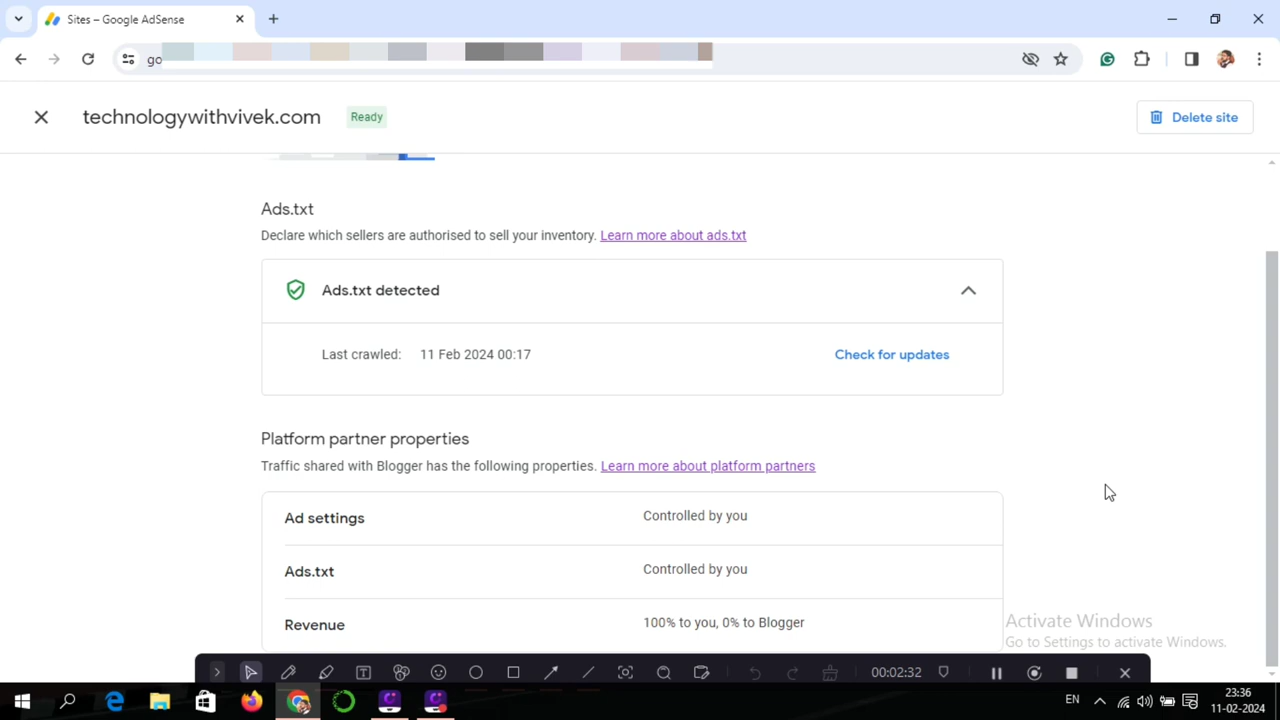 Sites – Google AdSense
go
technologywithvivek.com
Ready
Delete site
Ads.txt
Declare which sellers are authorised to sell your inventory. Learn more about ads.txt
Ads.txt detected
Last crawled: 11 Feb 2024 00:17
Check for updates
Platform partner properties
Traffic shared with Blogger has the following properties. Learn more about platform partners
Ad settings
Controlled by you
Ads.txt
Controlled by you
Revenue
100% to you, 0% to Blogger
Activate Windows
Go to Settings to activate Windows.
00:02:32
EN
23:36
11-02-2024